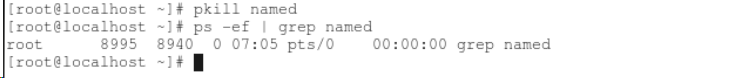 [root@localhost ~]# pkill named
[root@localhost ~]# ps -ef | grep named
root      8995  8940  0 07:05 pts/0    00:00:00 grep named
[root@localhost ~]#